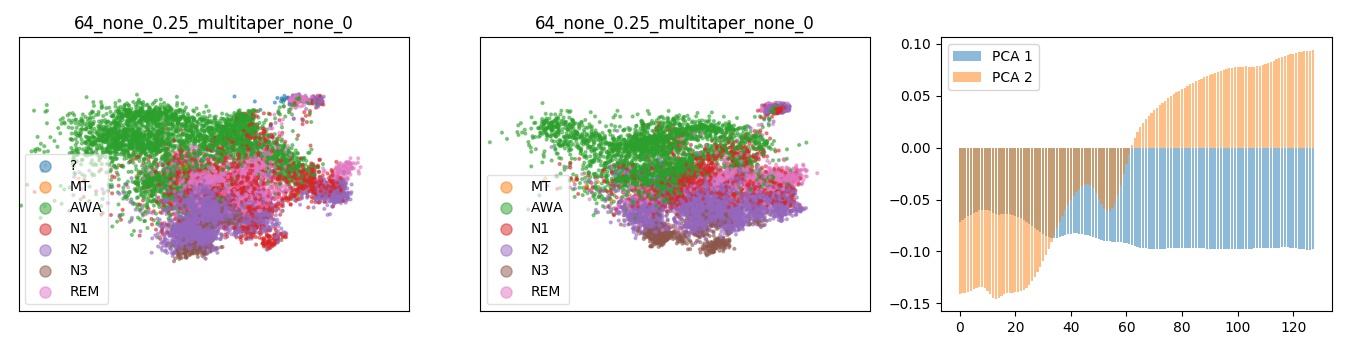 64_none_0.25_multitaper_none_0
?
MT
AWA
N1
N2
N3
REM
64_none_0.25_multitaper_none_0
MT
AWA
N1
N2
N3
REM
PCA 1
PCA 2
0.10
0.05
0.00
−0.05
−0.10
−0.15
0 20 40 60 80 100 120